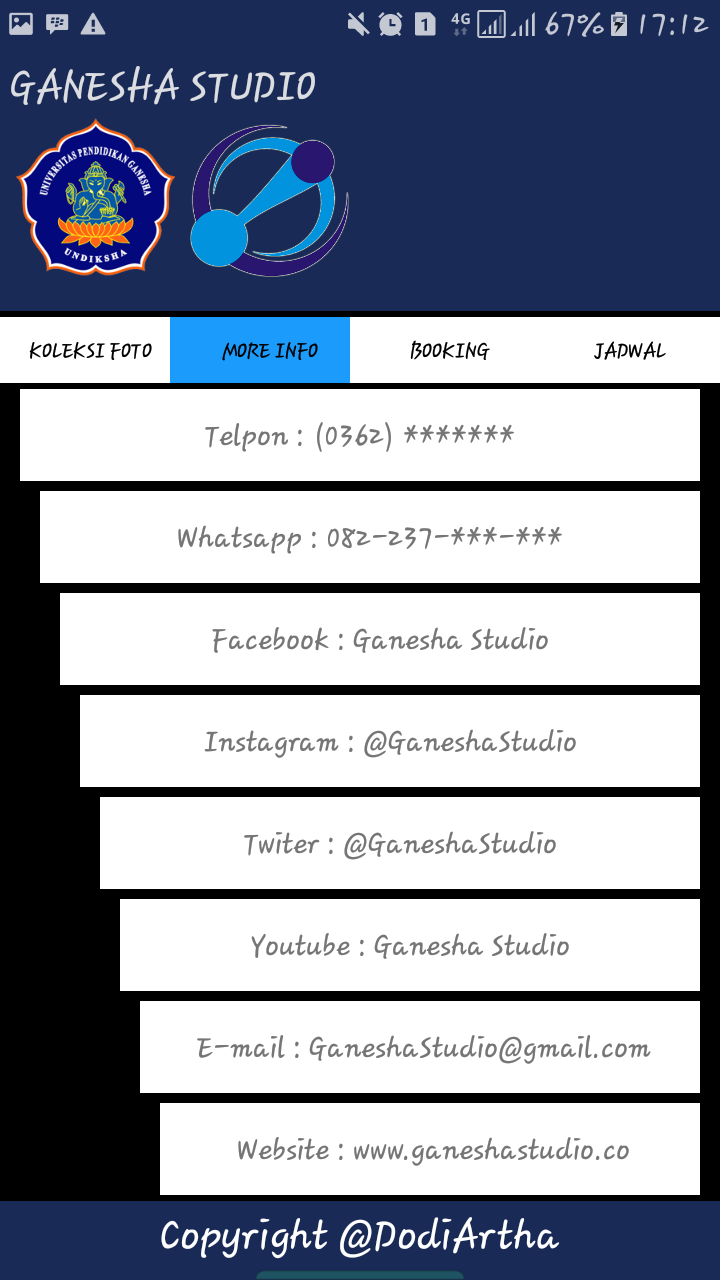 4G 67% 17:12
GANESHA STUDIO
UNIVERSITAS PENDIDIKAN GANESHA
UNDIKSHA
KOLEKSI FOTO MORE INFO BOOKING JADWAL
Telpon : (0362) *******
Whatsapp : 082-237-***-***
Facebook : Ganesha Studio
Instagram : @GaneshaStudio
Twiter : @GaneshaStudio
Youtube : Ganesha Studio
E-mail : GaneshaStudio@gmail.com
Website : www.ganeshastudio.co
Copyright @DodiArtha